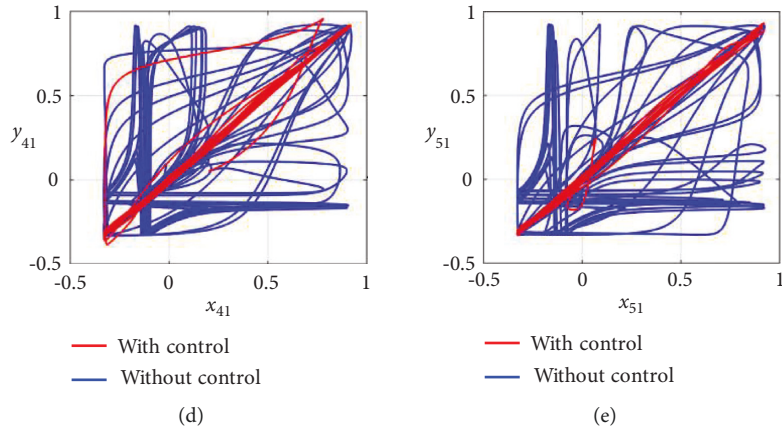 1
0.5
y41
0
-0.5
-0.5 0 0.5 1
x41
With control
Without control
(d)
1
0.5
y51
0
-0.5
-0.5 0 0.5 1
x51
With control
Without control
(e)